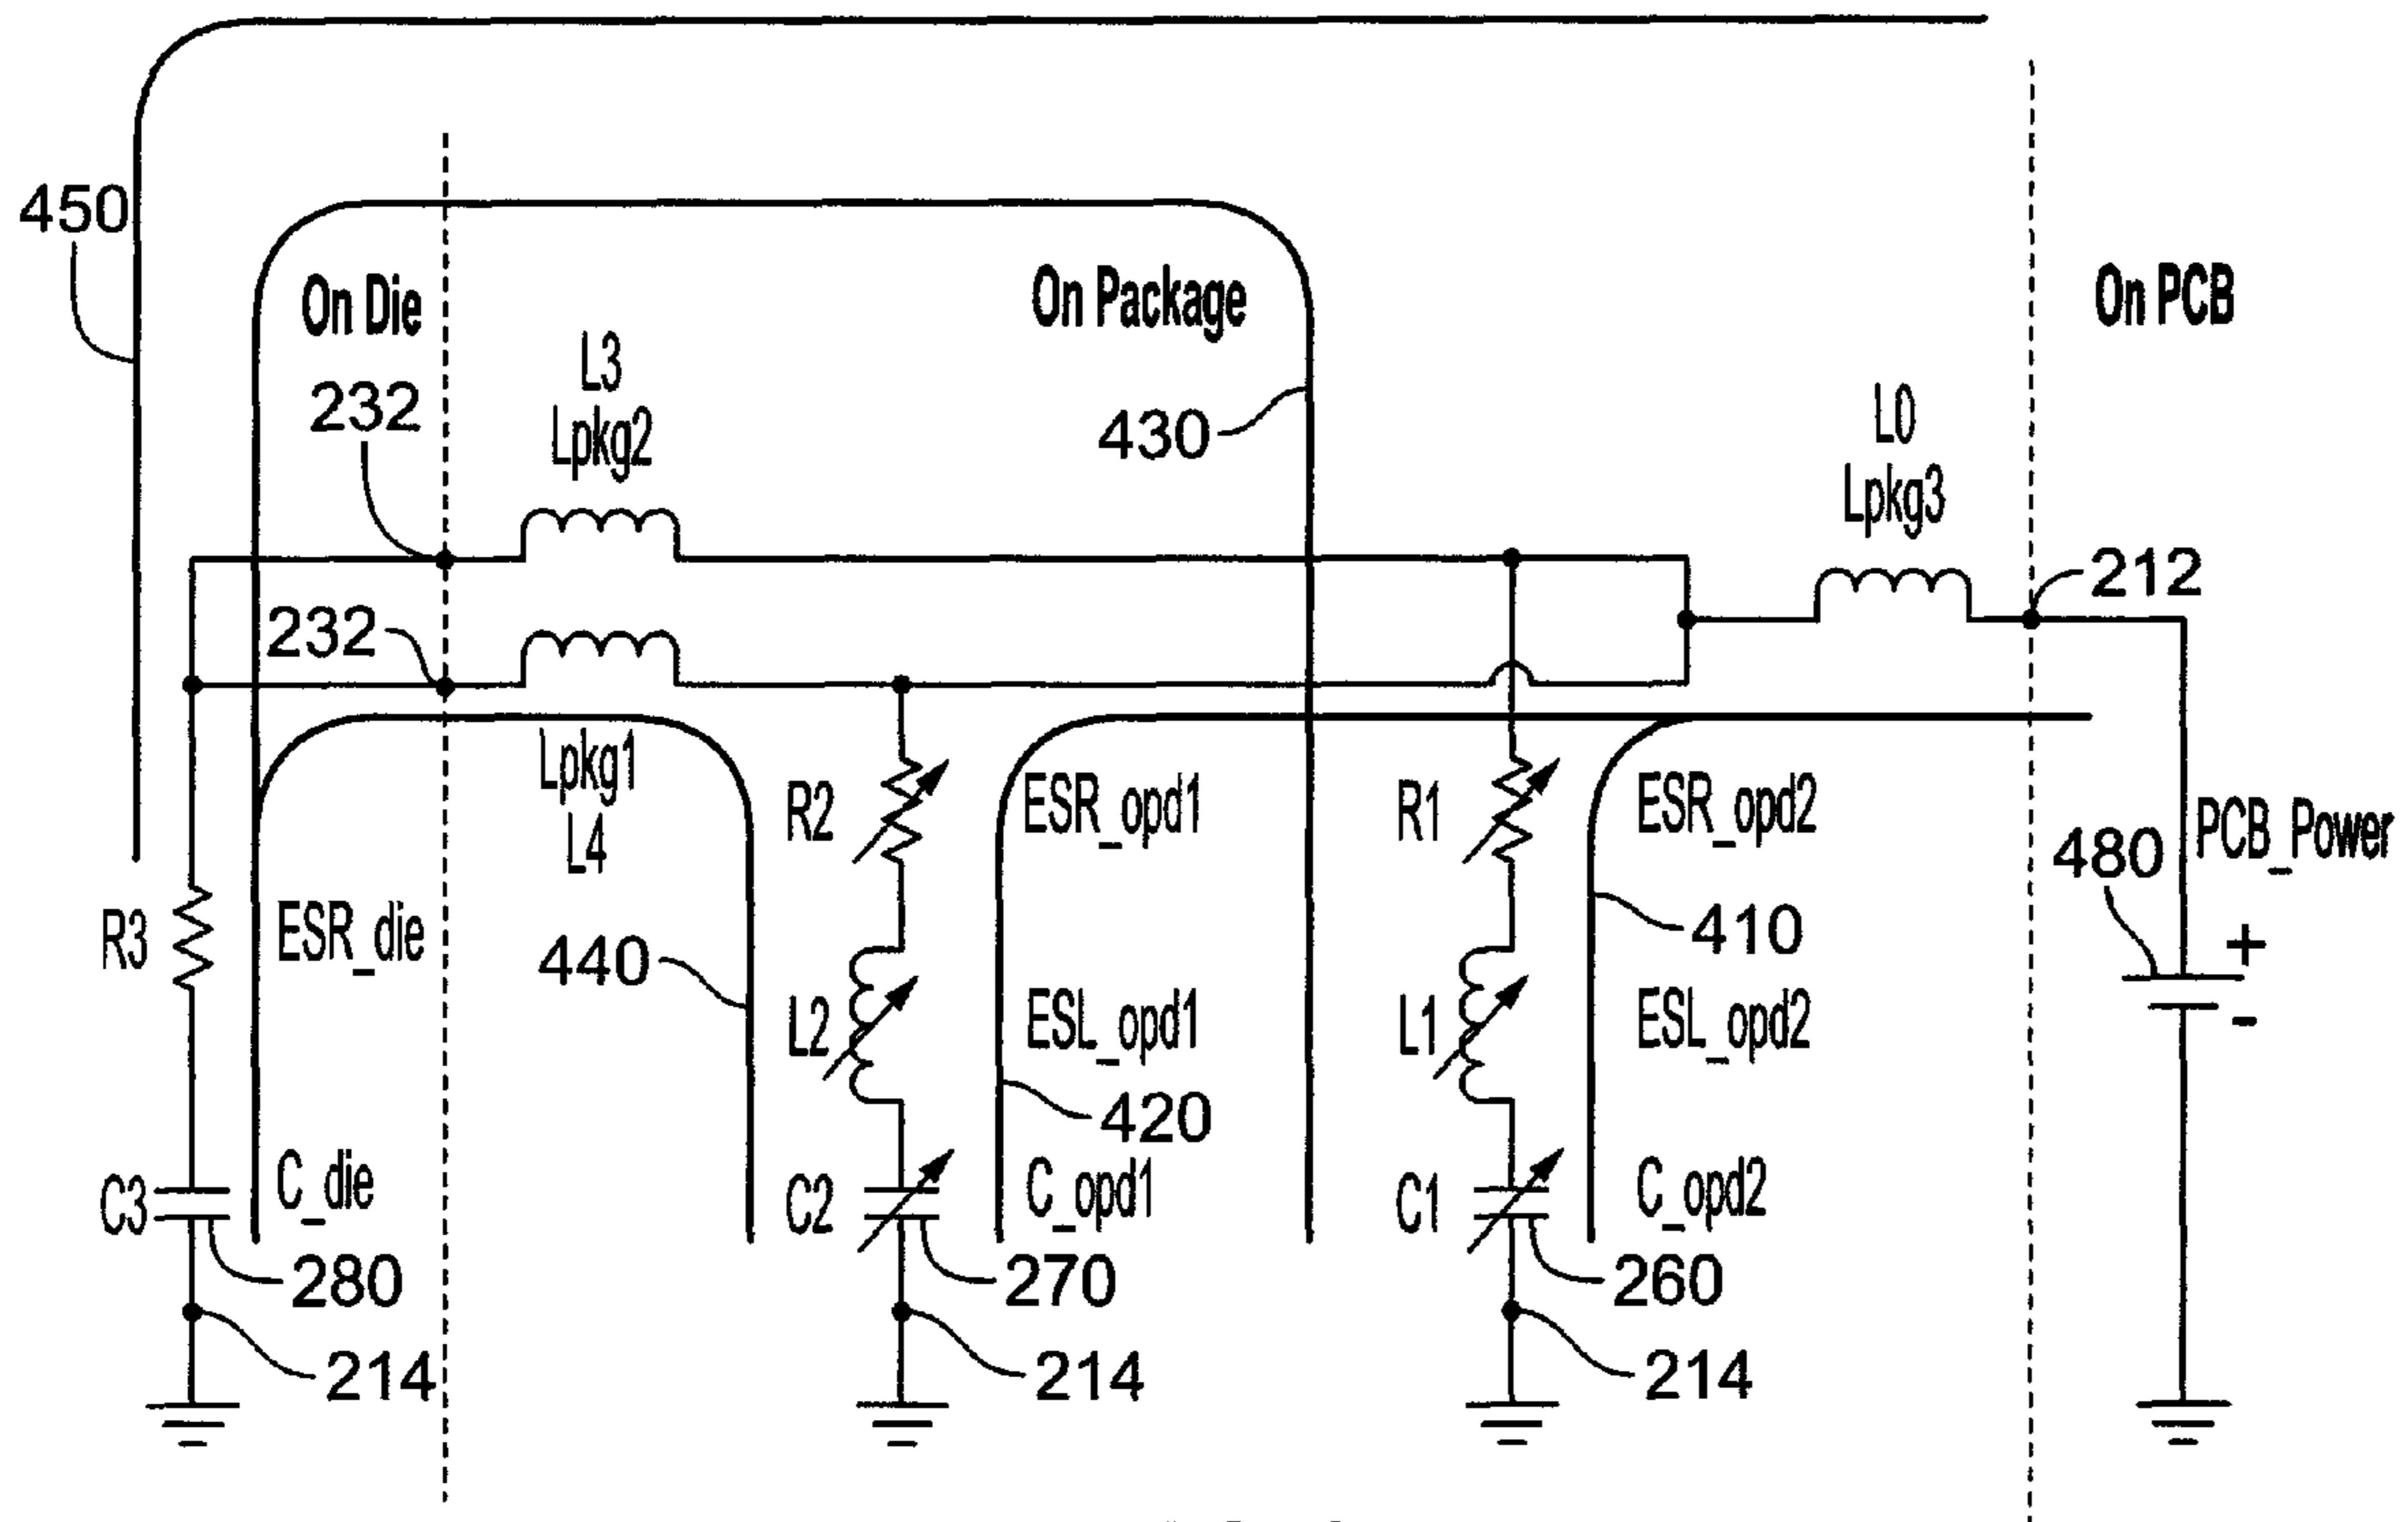 450
On Die
On Package
On PCB
232
L3
Lpkg2
430
L0
Lpkg3
212
232
Lpkg1
L4
R2
ESR_opd1
R1
ESR_opd2
PCB_Power
480
R3
ESR_die
440
410
+
L2
ESL_opd1
L1
ESL_opd2
-
420
C3
C_die
C2
C_opd1
C1
C_opd2
280
270
260
214
214
214